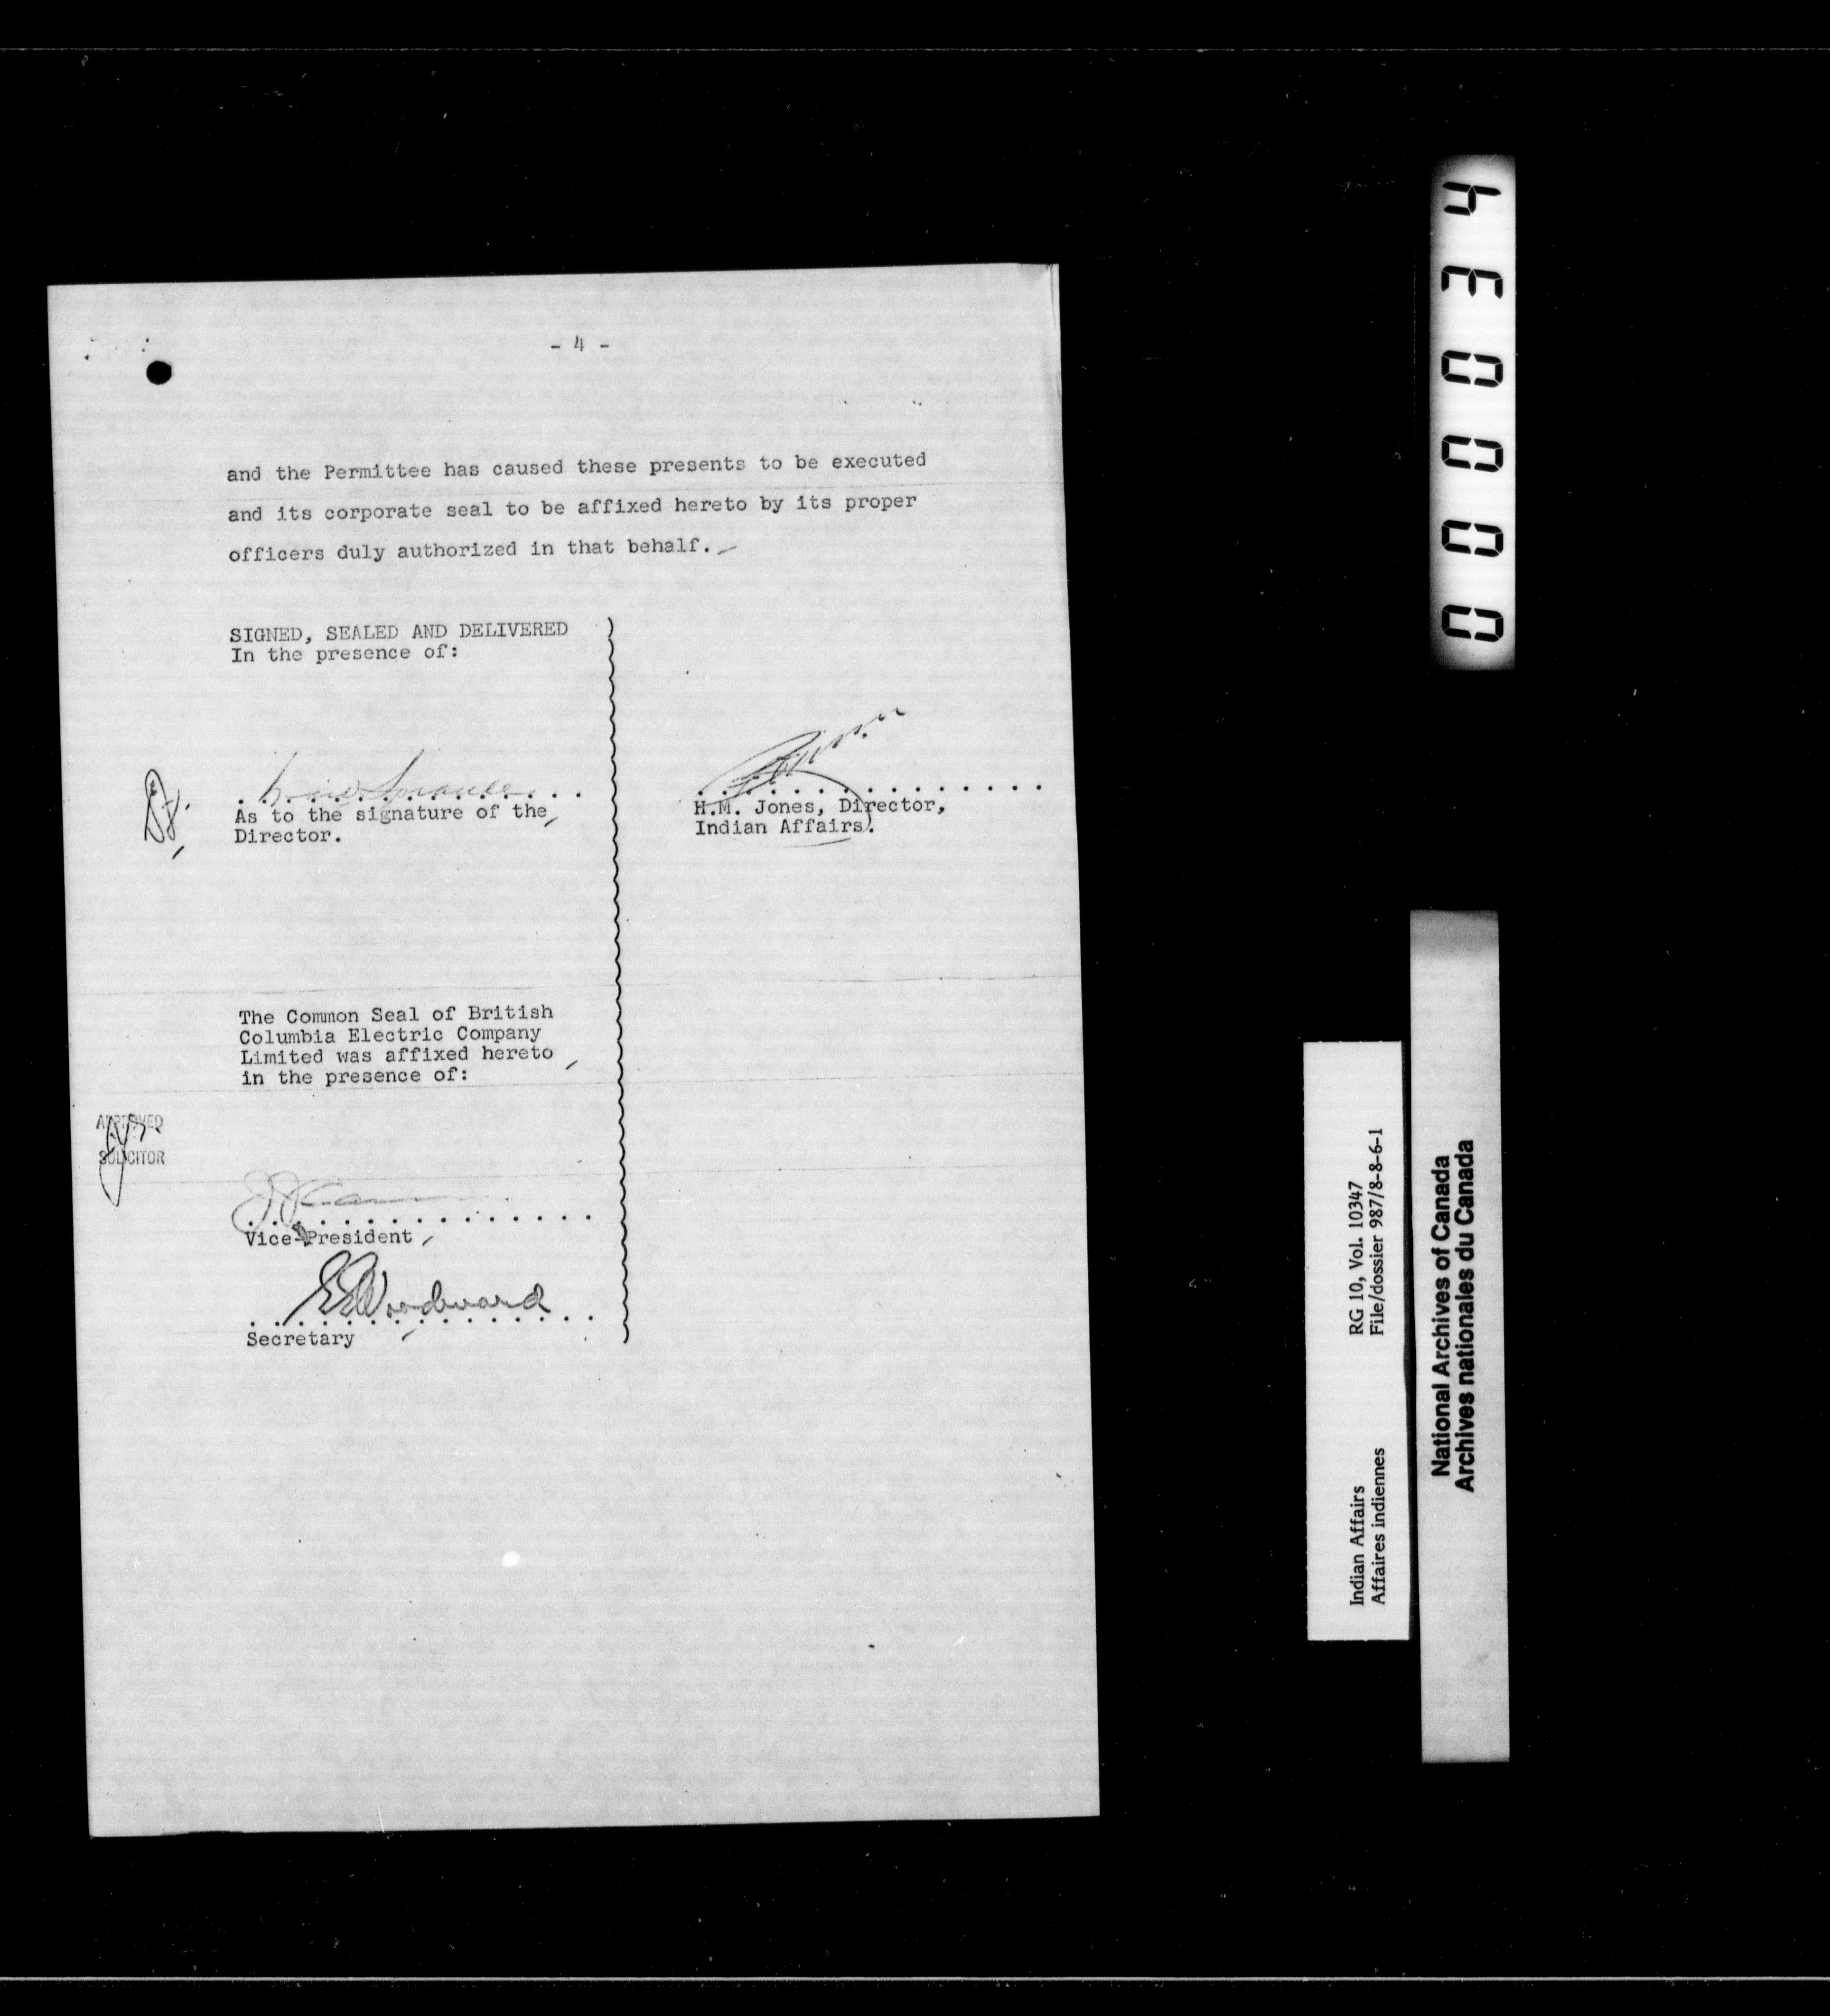 - 4 -
and the Permittee has caused these presents to be executed
and its corporate seal to be affixed hereto by its proper
officers duly authorized in that behalf.
SIGNED, SEALED AND DELIVERED
In the presence of:
As to the signature of the
Director.
H.M. Jones, Director,
Indian Affairs.
The Common Seal of British
Columbia Electric Company
Limited was affixed hereto
in the presence of:
APPROVED
SOLICITOR
Vice-President
Woodward
Secretary
000034
Indian Affairs
Affaires indiennes
RG 10, Vol. 10347
File/dossier 987/8-8-6-1
National Archives of Canada
Archives nationales du Canada